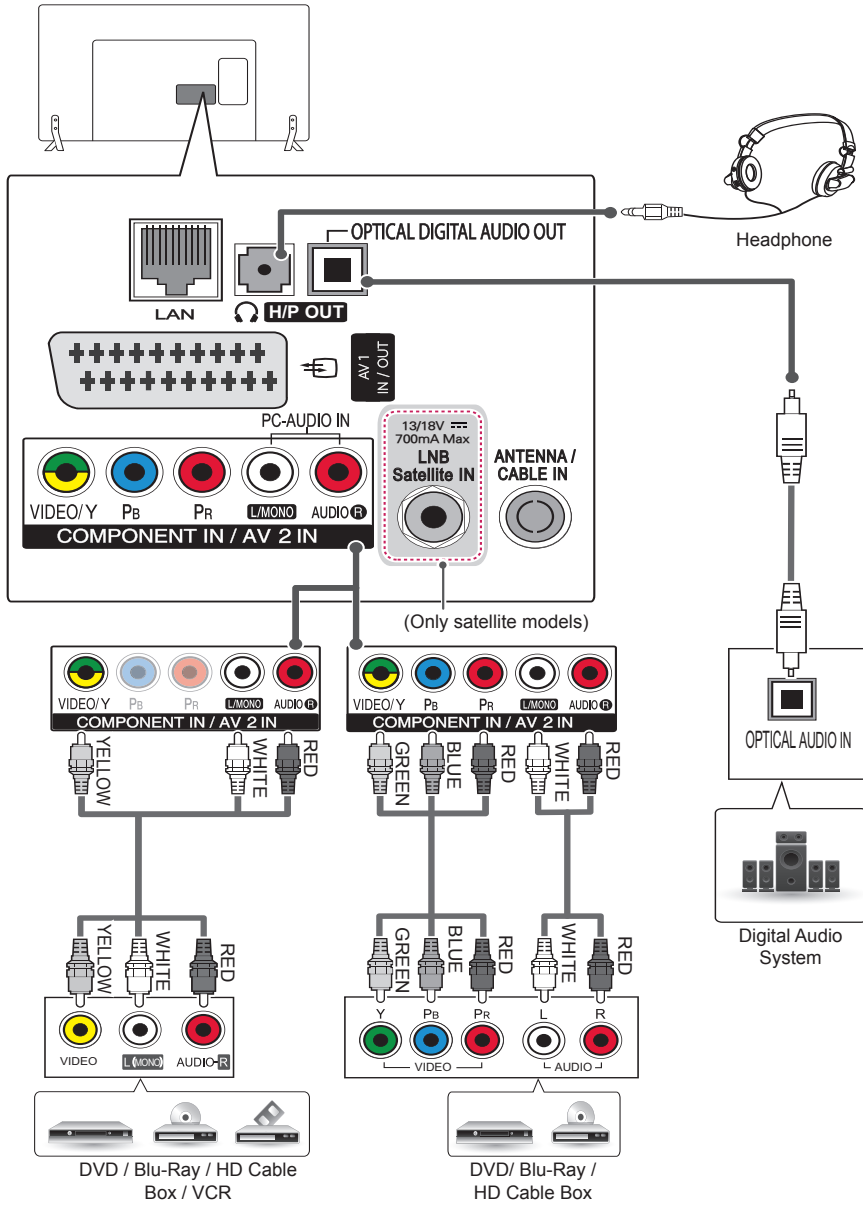 OPTICAL DIGITAL AUDIO OUT
Headphone
LAN
H/P OUT
AV1
IN / OUT
PC-AUDIO IN
13/18V
700mA Max
LNB
Satellite IN
ANTENNA /
CABLE IN
VIDEO/Y PB PR L/MONO AUDIO R
COMPONENT IN / AV 2 IN
(Only satellite models)
VIDEO/Y PB PR L/MONO AUDIO R
COMPONENT IN / AV 2 IN
VIDEO/Y PB PR L/MONO AUDIO R
COMPONENT IN / AV 2 IN
OPTICAL AUDIO IN
YELLOW
WHITE
RED
GREEN
BLUE
RED
WHITE
RED
Digital Audio
System
YELLOW
WHITE
RED
GREEN
BLUE
RED
WHITE
RED
VIDEO L(MONO) AUDIO-R
Y PB PR L R
VIDEO AUDIO
DVD / Blu-Ray / HD Cable
Box / VCR
DVD/ Blu-Ray /
HD Cable Box